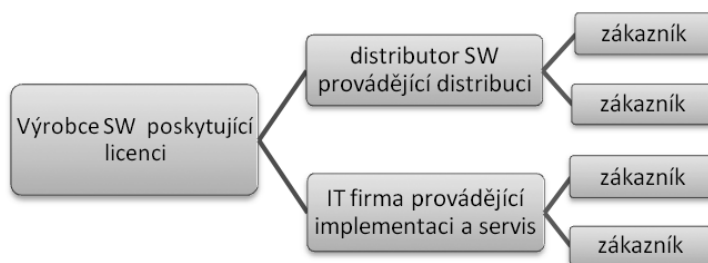 Výrobce SW poskytující
licenci
distributor SW
provádějící distribuci
zákazník
zákazník
IT firma provádějící
implementaci a servis
zákazník
zákazník